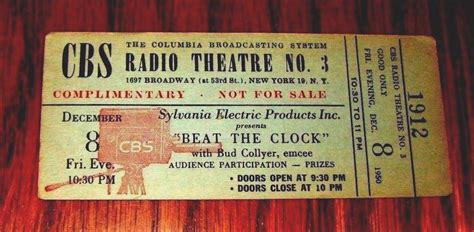 THE COLUMBIA BROADCASTING SYSTEM
CBS RADIO THEATRE NO. 3
1697 BROADWAY (at 53rd St.), NEW YORK 19, N. Y.
COMPLIMENTARY · NOT FOR SALE
DECEMBER
8
Fri. Eve.
10:30 PM
CBS
Sylvania Electric Products Inc.
presents
"BEAT THE CLOCK"
with Bud Collyer, emcee
AUDIENCE PARTICIPATION — PRIZES
• DOORS OPEN AT 9:30 PM
• DOORS CLOSE AT 10 PM
10:30 TO 11 PM
FRI. EVENING, DEC. 8 1950
GOOD ONLY
CBS RADIO THEATRE NO. 3
1912